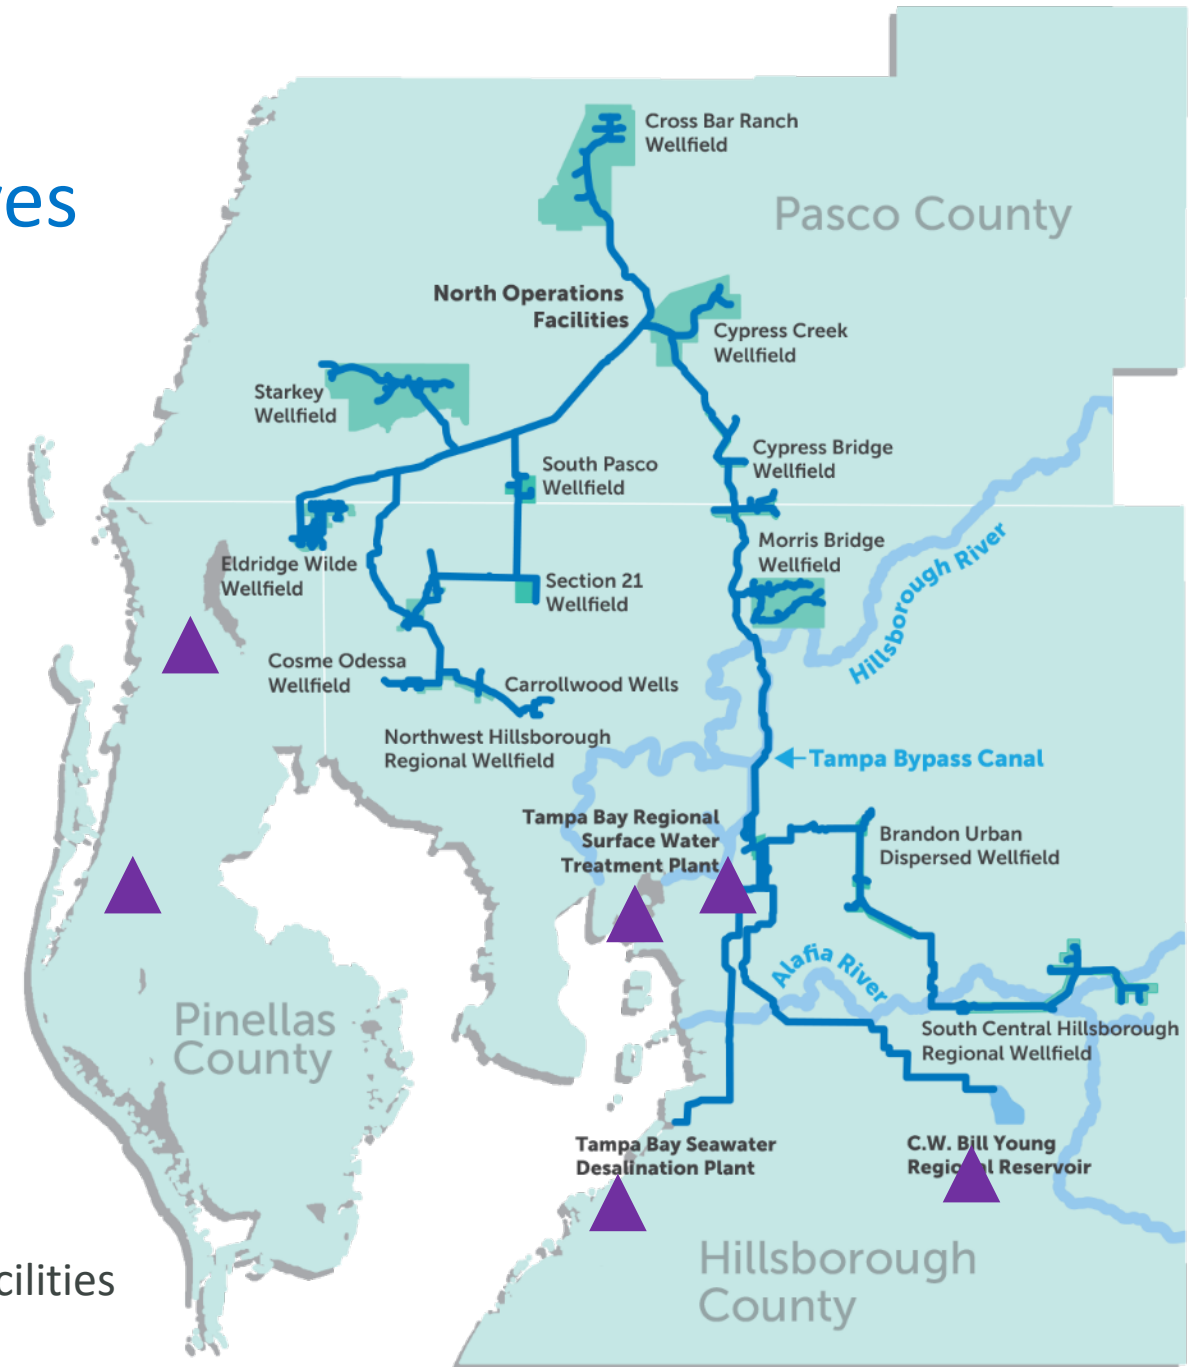 Cross Bar Ranch
Wellfield
ves
Pasco County
North Operations
Facilities
Cypress Creek
Wellfield
Starkey
Wellfield
Cypress Bridge
Wellfield
South Pasco
Wellfield
Hillsborough River
Morris Bridge
Wellfield
Eldridge Wilde
Wellfield
Section 21
Wellfield
Cosme Odessa
Wellfield
Carrollwood Wells
Northwest Hillsborough
Regional Wellfield
Tampa Bypass Canal
Tampa Bay Regional
Surface Water
Treatment Plant
Brandon Urban
Dispersed Wellfield
Alafia River
Pinellas
County
South Central Hillsborough
Regional Wellfield
Tampa Bay Seawater
Desalination Plant
C.W. Bill Young
Regional Reservoir
Hillsborough
County
cilities